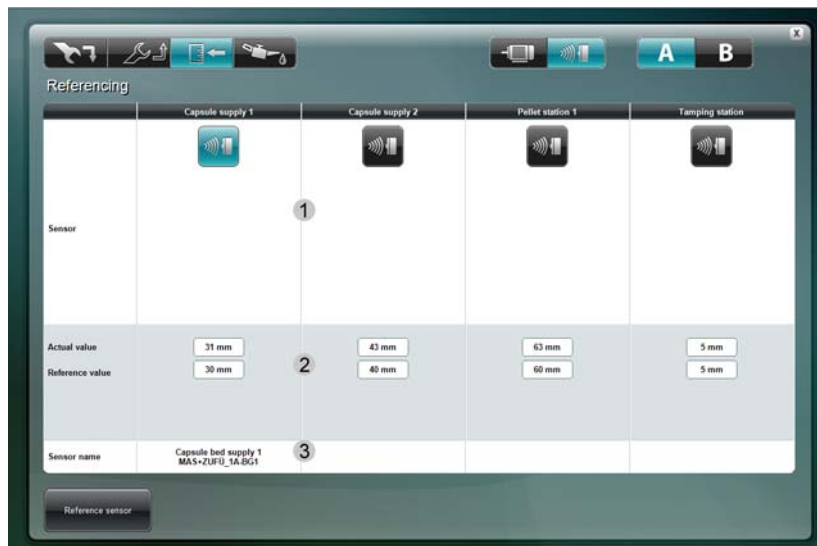 X
A B
Referencing
Capsule supply 1 Capsule supply 2 Pellet station 1 Tamping station
1
Sensor
Actual value 31 mm 43 mm 63 mm 5 mm
Reference value 30 mm 40 mm 60 mm 5 mm
2
Sensor name Capsule bed supply 1
MAS+ZUFÜ_1A-BG1
3
Reference sensor